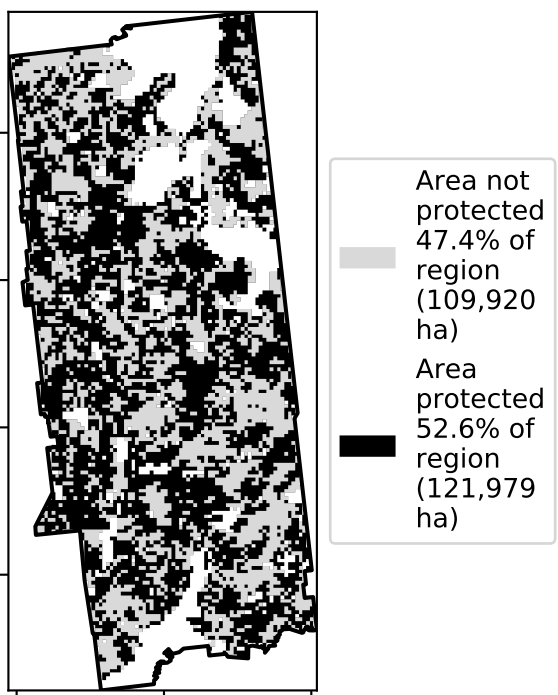 Area not
protected
47.4% of
region
(109,920
ha)
Area
protected
52.6% of
region
(121,979
ha)